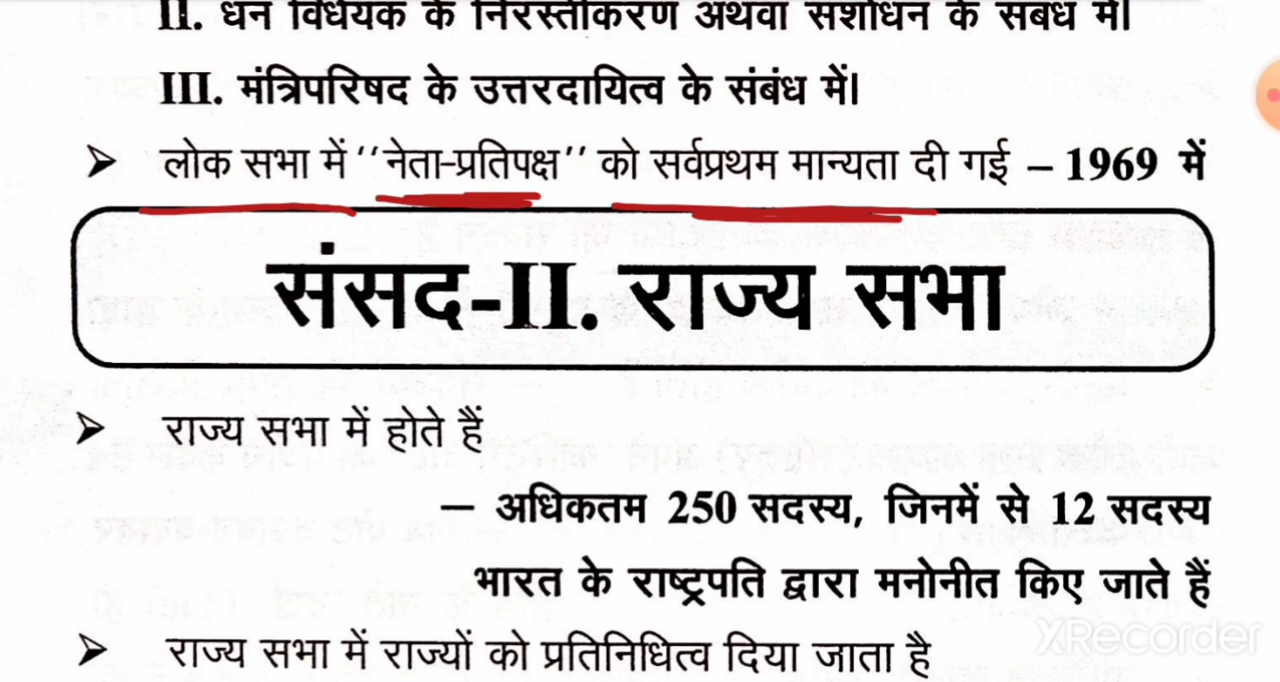 II. धन विधेयक के निरस्तीकरण अथवा संशोधन के संबंध में।
III. मंत्रिपरिषद के उत्तरदायित्व के संबंध में।
➢ लोक सभा में ''नेता-प्रतिपक्ष'' को सर्वप्रथम मान्यता दी गई – 1969 में
संसद-II. राज्य सभा
➢ राज्य सभा में होते हैं
– अधिकतम 250 सदस्य, जिनमें से 12 सदस्य
भारत के राष्ट्रपति द्वारा मनोनीत किए जाते हैं
➢ राज्य सभा में राज्यों को प्रतिनिधित्व दिया जाता है
XRecorder